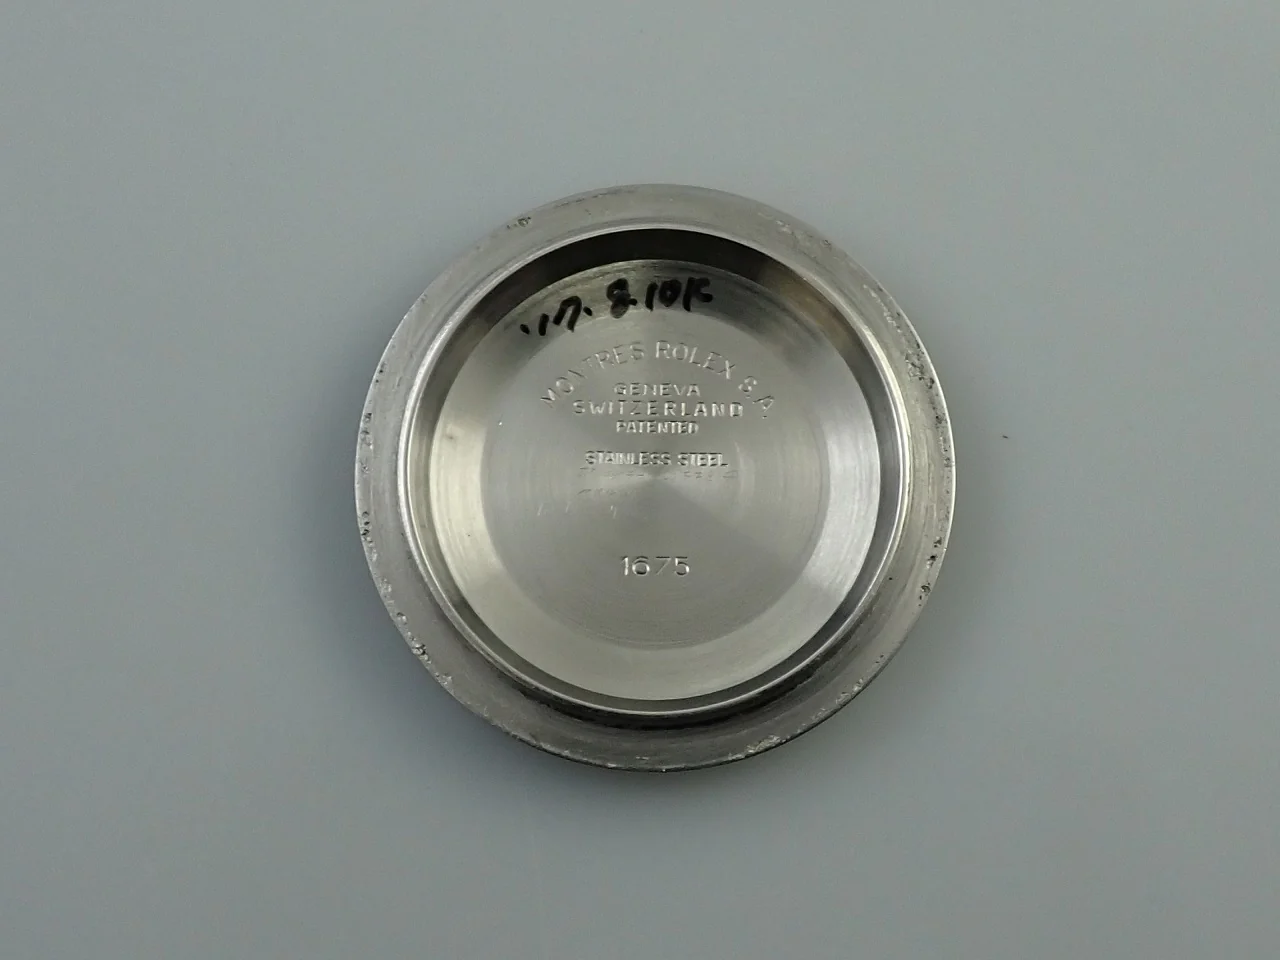 '17. 8.10K
MONTRES ROLEX S.A.
GENEVA
SWITZERLAND
PATENTED
STAINLESS STEEL
1675